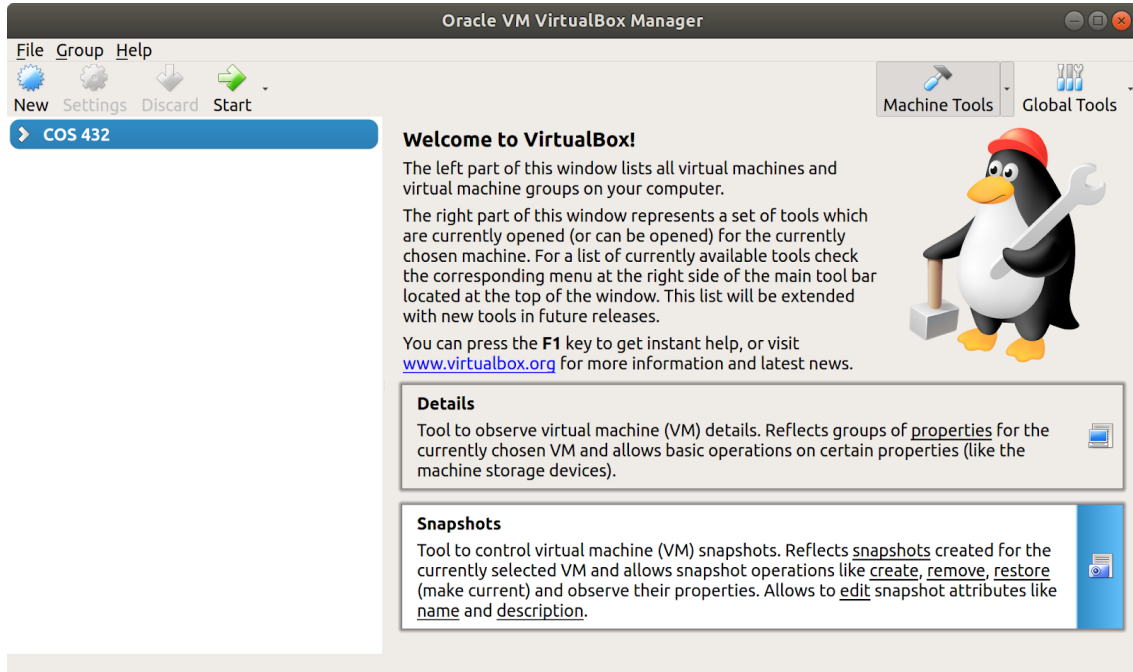 Oracle VM VirtualBox Manager
File Group Help
New Settings Discard Start
Machine Tools Global Tools
COS 432
Welcome to VirtualBox!
The left part of this window lists all virtual machines and
virtual machine groups on your computer.
The right part of this window represents a set of tools which
are currently opened (or can be opened) for the currently
chosen machine. For a list of currently available tools check
the corresponding menu at the right side of the main tool bar
located at the top of the window. This list will be extended
with new tools in future releases.
You can press the F1 key to get instant help, or visit
www.virtualbox.org for more information and latest news.
Details
Tool to observe virtual machine (VM) details. Reflects groups of properties for the
currently chosen VM and allows basic operations on certain properties (like the
machine storage devices).
Snapshots
Tool to control virtual machine (VM) snapshots. Reflects snapshots created for the
currently selected VM and allows snapshot operations like create, remove, restore
(make current) and observe their properties. Allows to edit snapshot attributes like
name and description.